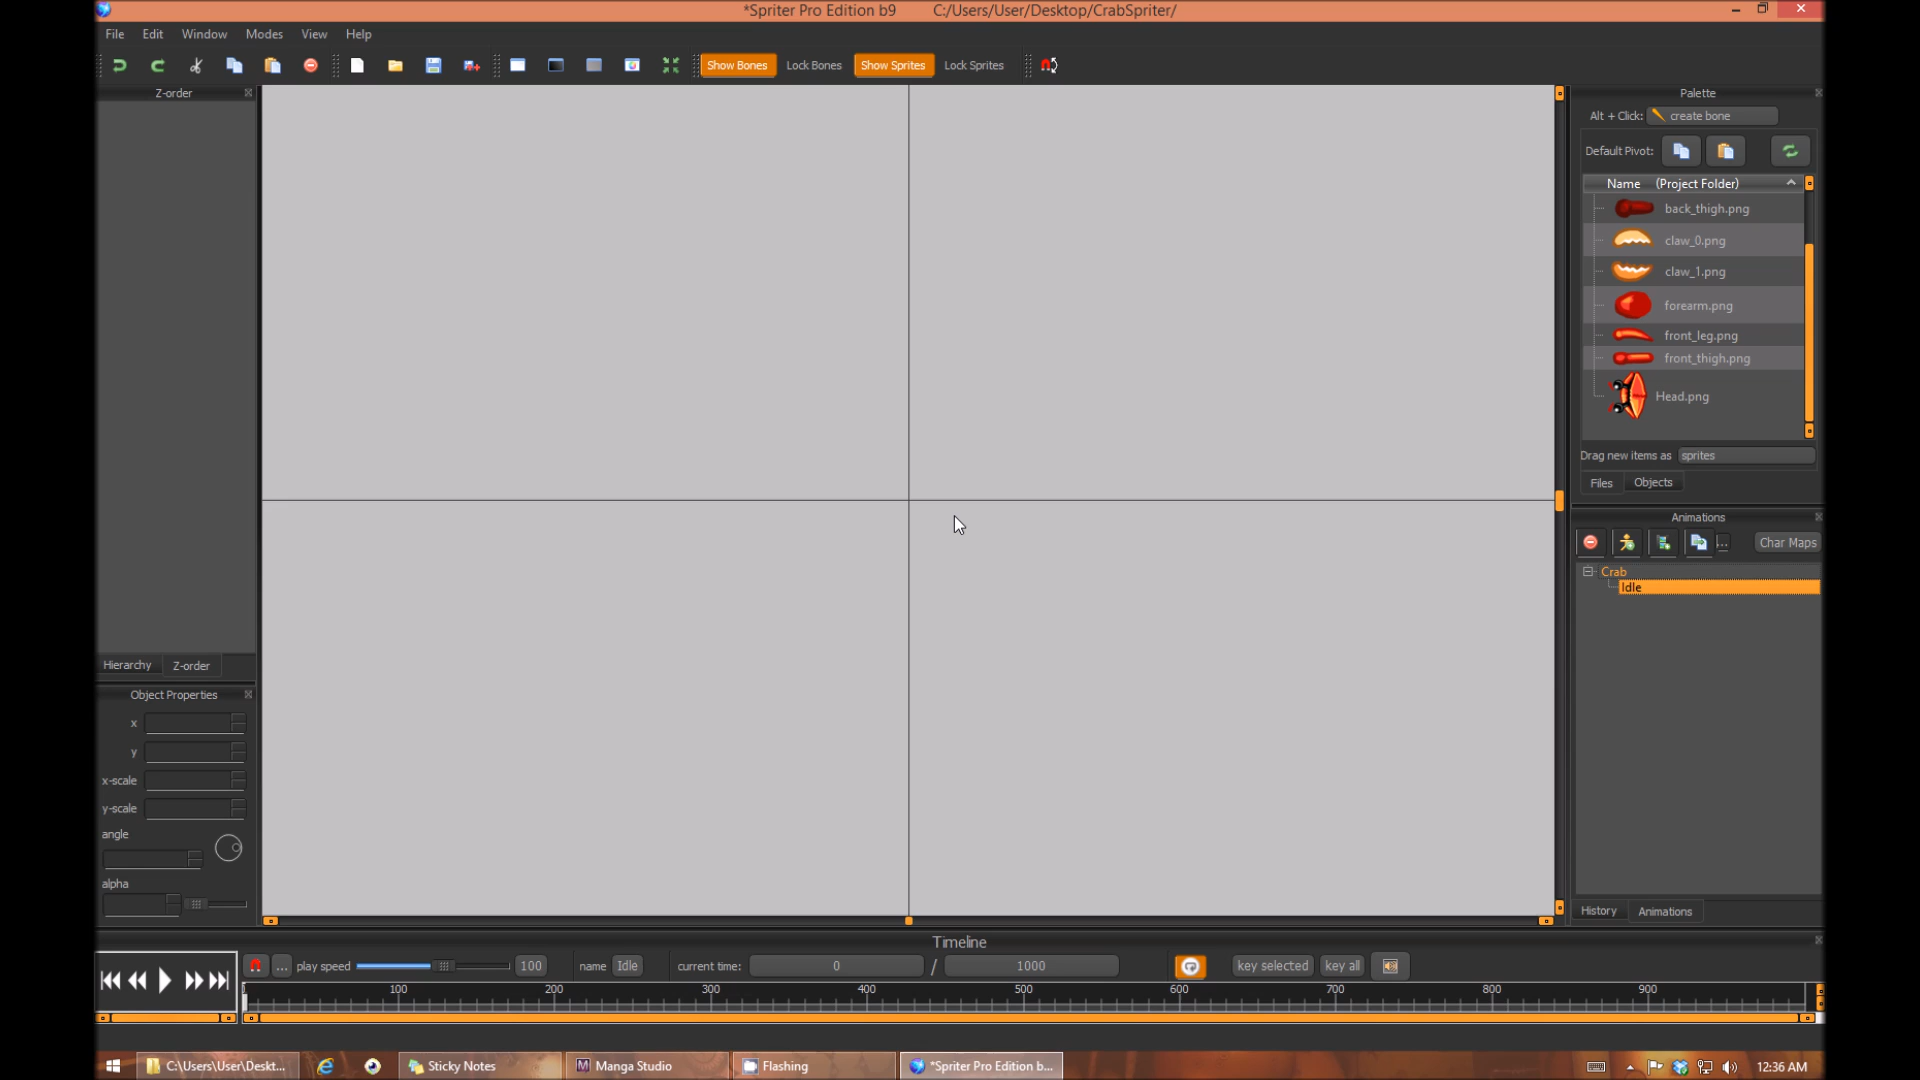 *Spriter Pro Edition b9 C:/Users/User/Desktop/CrabSpriter/
File Edit Window Modes View Help
Show Bones Lock Bones Show Sprites Lock Sprites
Z-order
Hierarchy Z-order
Object Properties
x
y
x-scale
y-scale
angle
alpha
Palette
Alt + Click: create bone
Default Pivot:
Name (Project Folder)
back_thigh.png
claw_0.png
claw_1.png
forearm.png
front_leg.png
front_thigh.png
Head.png
Drag new items as sprites
Files Objects
Animations
... Char Maps
Crab
Idle
History Animations
Timeline
... play speed 100 name Idle current time: 0 / 1000 key selected key all
100 200 300 400 500 600 700 800 900
C:\Users\User\Deskt... Sticky Notes Manga Studio Flashing *Spriter Pro Edition b... 12:36 AM